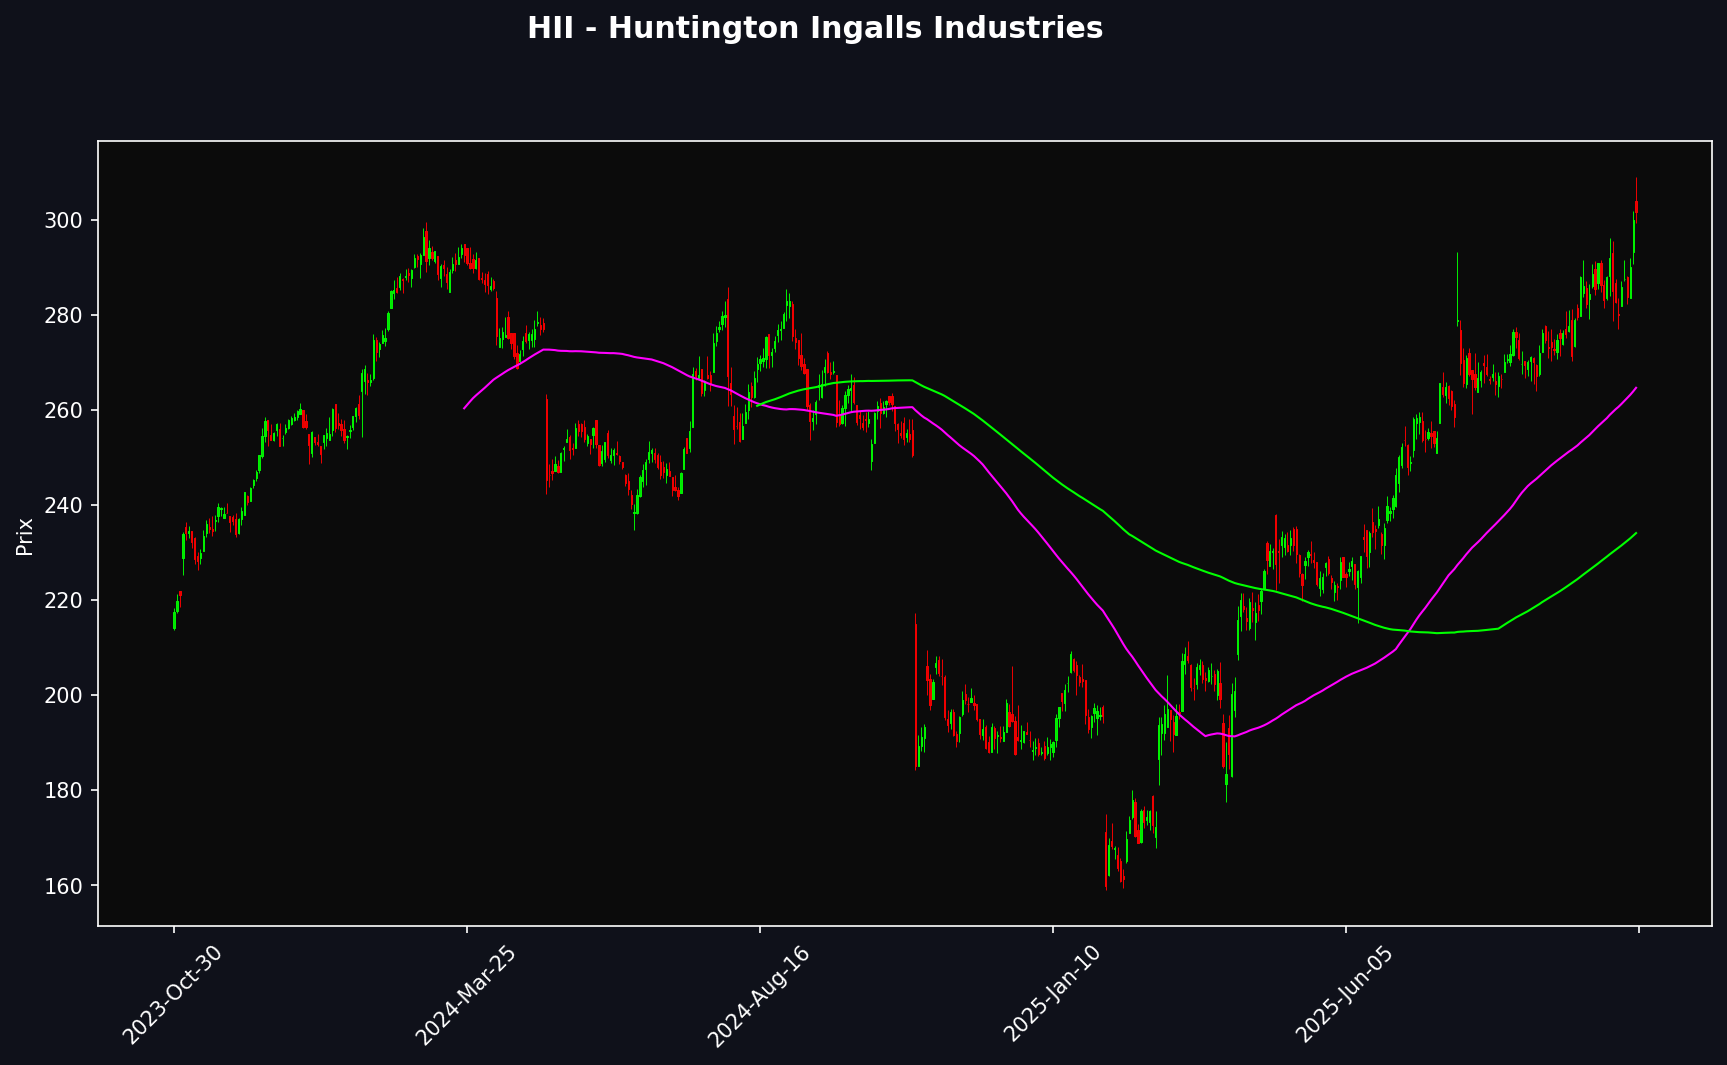 HII - Huntington Ingalls Industries
Prix
300
280
260
240
220
200
180
160
2023-Oct-30
2024-Mar-25
2024-Aug-16
2025-Jan-10
2025-Jun-05